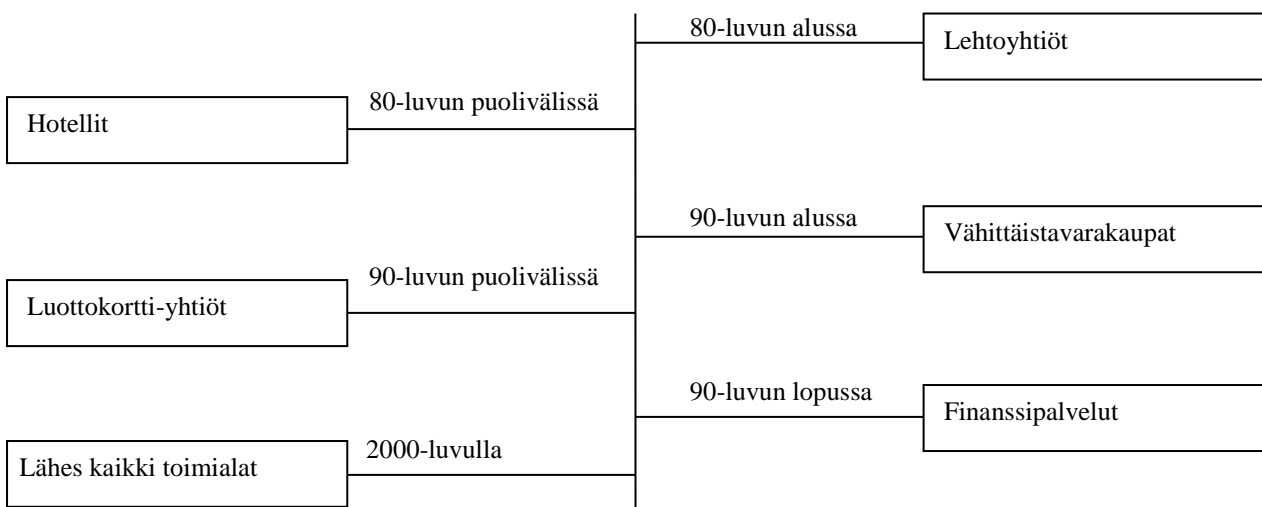 80-luvun alussa
Lehtoyhtiöt
80-luvun puolivälissä
Hotellit
90-luvun alussa
Vähittäistavarakaupat
90-luvun puolivälissä
Luottokortti-yhtiöt
90-luvun lopussa
Finanssipalvelut
2000-luvulla
Lähes kaikki toimialat